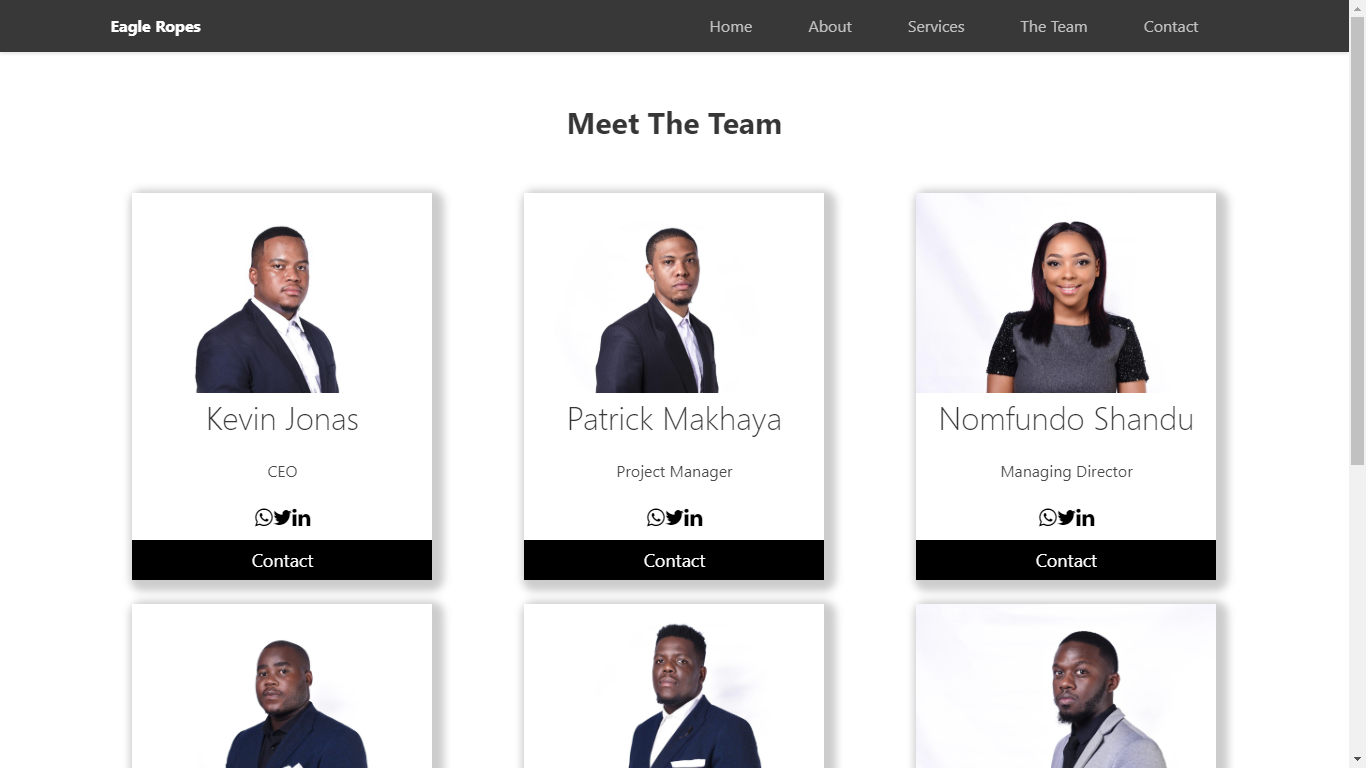 Eagle Ropes
Home About Services The Team Contact
Meet The Team
Kevin Jonas
CEO
Contact
Patrick Makhaya
Project Manager
Contact
Nomfundo Shandu
Managing Director
Contact